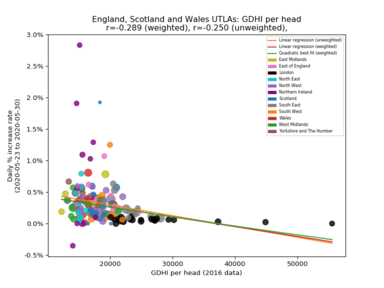 England, Scotland and Wales UTLAs: GDHI per head
r=-0.289 (weighted), r=-0.250 (unweighted),
Daily % increase rate
(2020-05-23 to 2020-05-30)
3.0%
2.5%
2.0%
1.5%
1.0%
0.5%
0.0%
-0.5%
Linear regression (unweighted)
Linear regression (weighted)
Quadratic best fit (weighted)
East Midlands
East of England
London
North East
North West
Northern Ireland
Scotland
South East
South West
Wales
West Midlands
Yorkshire and The Humber
20000
30000
40000
50000
GDHI per head (2016 data)